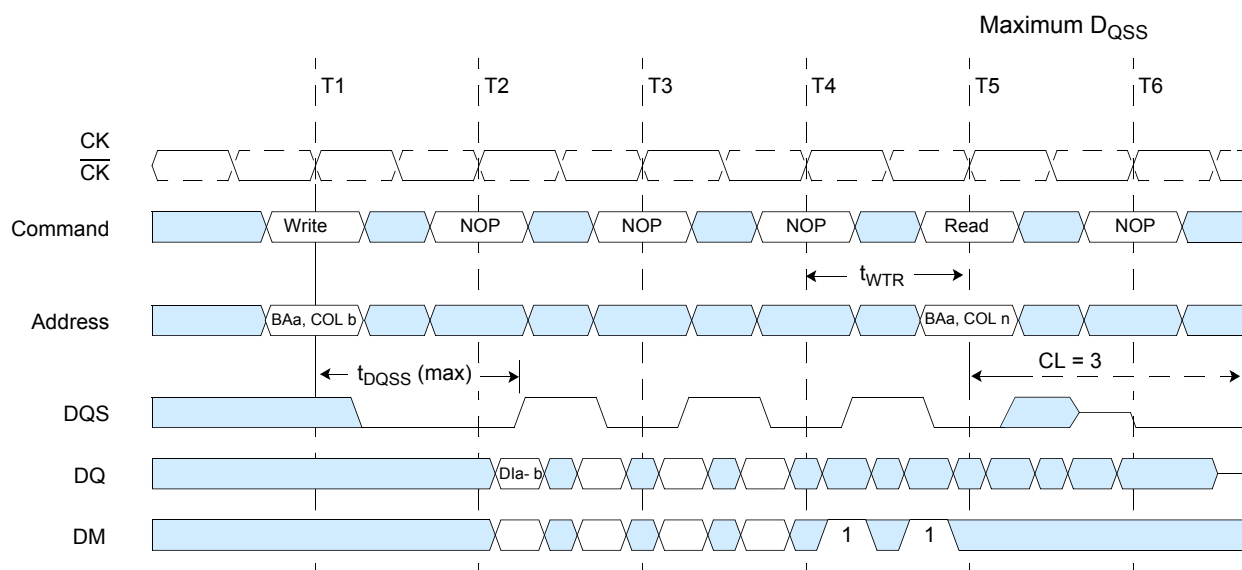 Maximum DQSS
T1 T2 T3 T4 T5 T6
CK
CK
Command Write NOP NOP NOP Read NOP
tWTR
Address BAa, COL b BAa, COL n
tDQSS (max) CL = 3
DQS
DQ DIa- b
DM 1 1